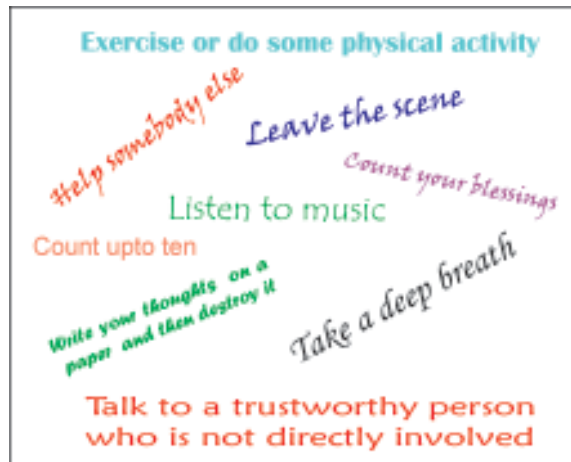 Exercise or do some physical activity
Help somebody else
Leave the scene
Count your blessings
Listen to music
Count upto ten
Write your thoughts on a
paper and then destroy it
Take a deep breath
Talk to a trustworthy person
who is not directly involved